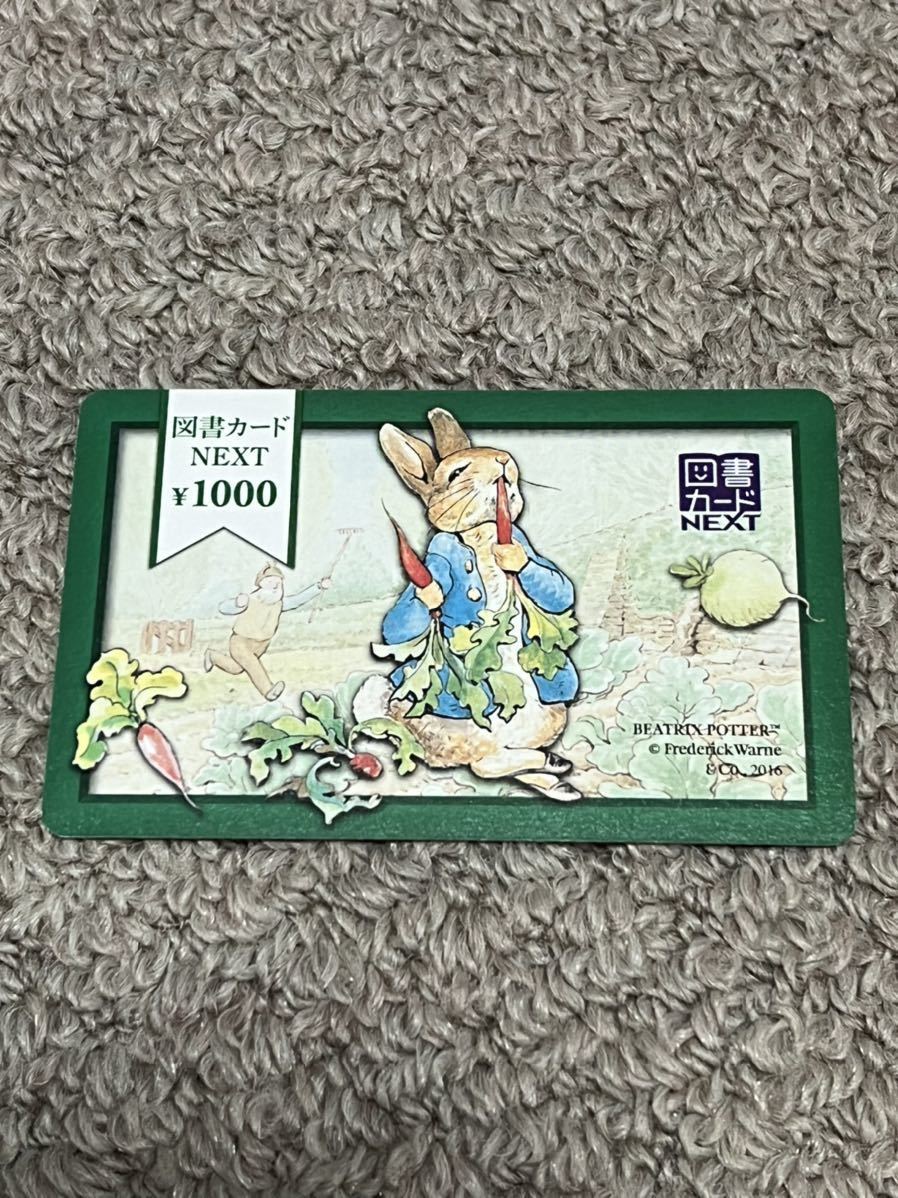 図書カード
NEXT
¥1000
図書
カード
NEXT
BEATRIX POTTER™
© Frederick Warne
& Co., 2016